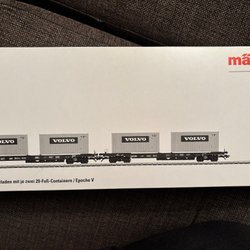 mä
VOLVO
VOLVO
VOLVO
VOLVO
laden mit je zwei 20-Fuß-Containern / Epoche V